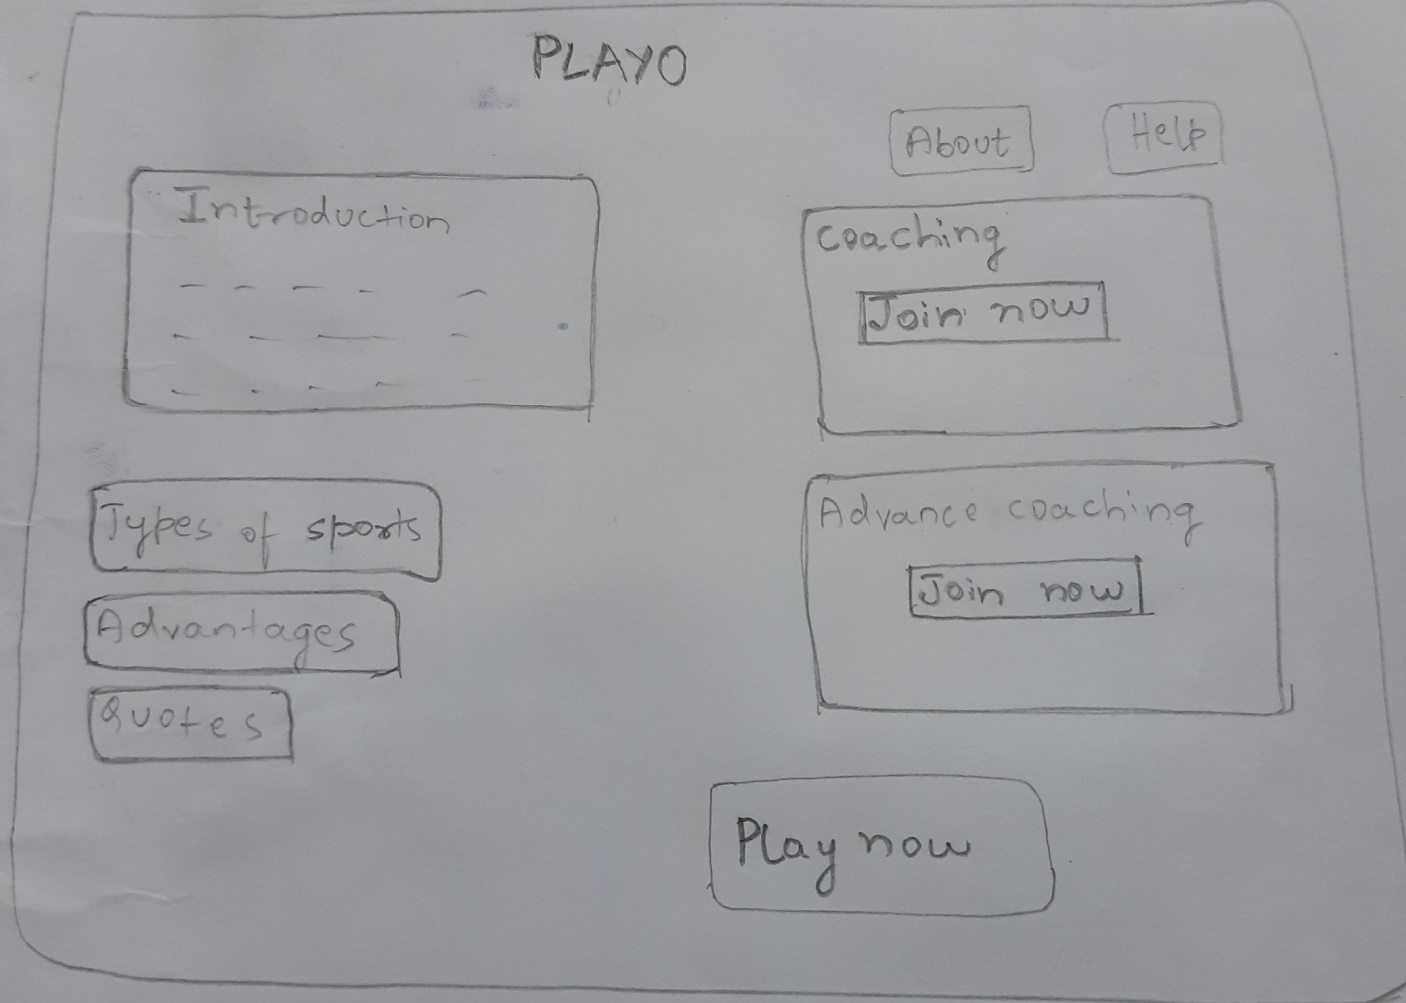 PLAYO
About
Help
Introduction
coaching
Join now
Types of sports
Advance coaching
Join now
Advantages
Quotes
Play now